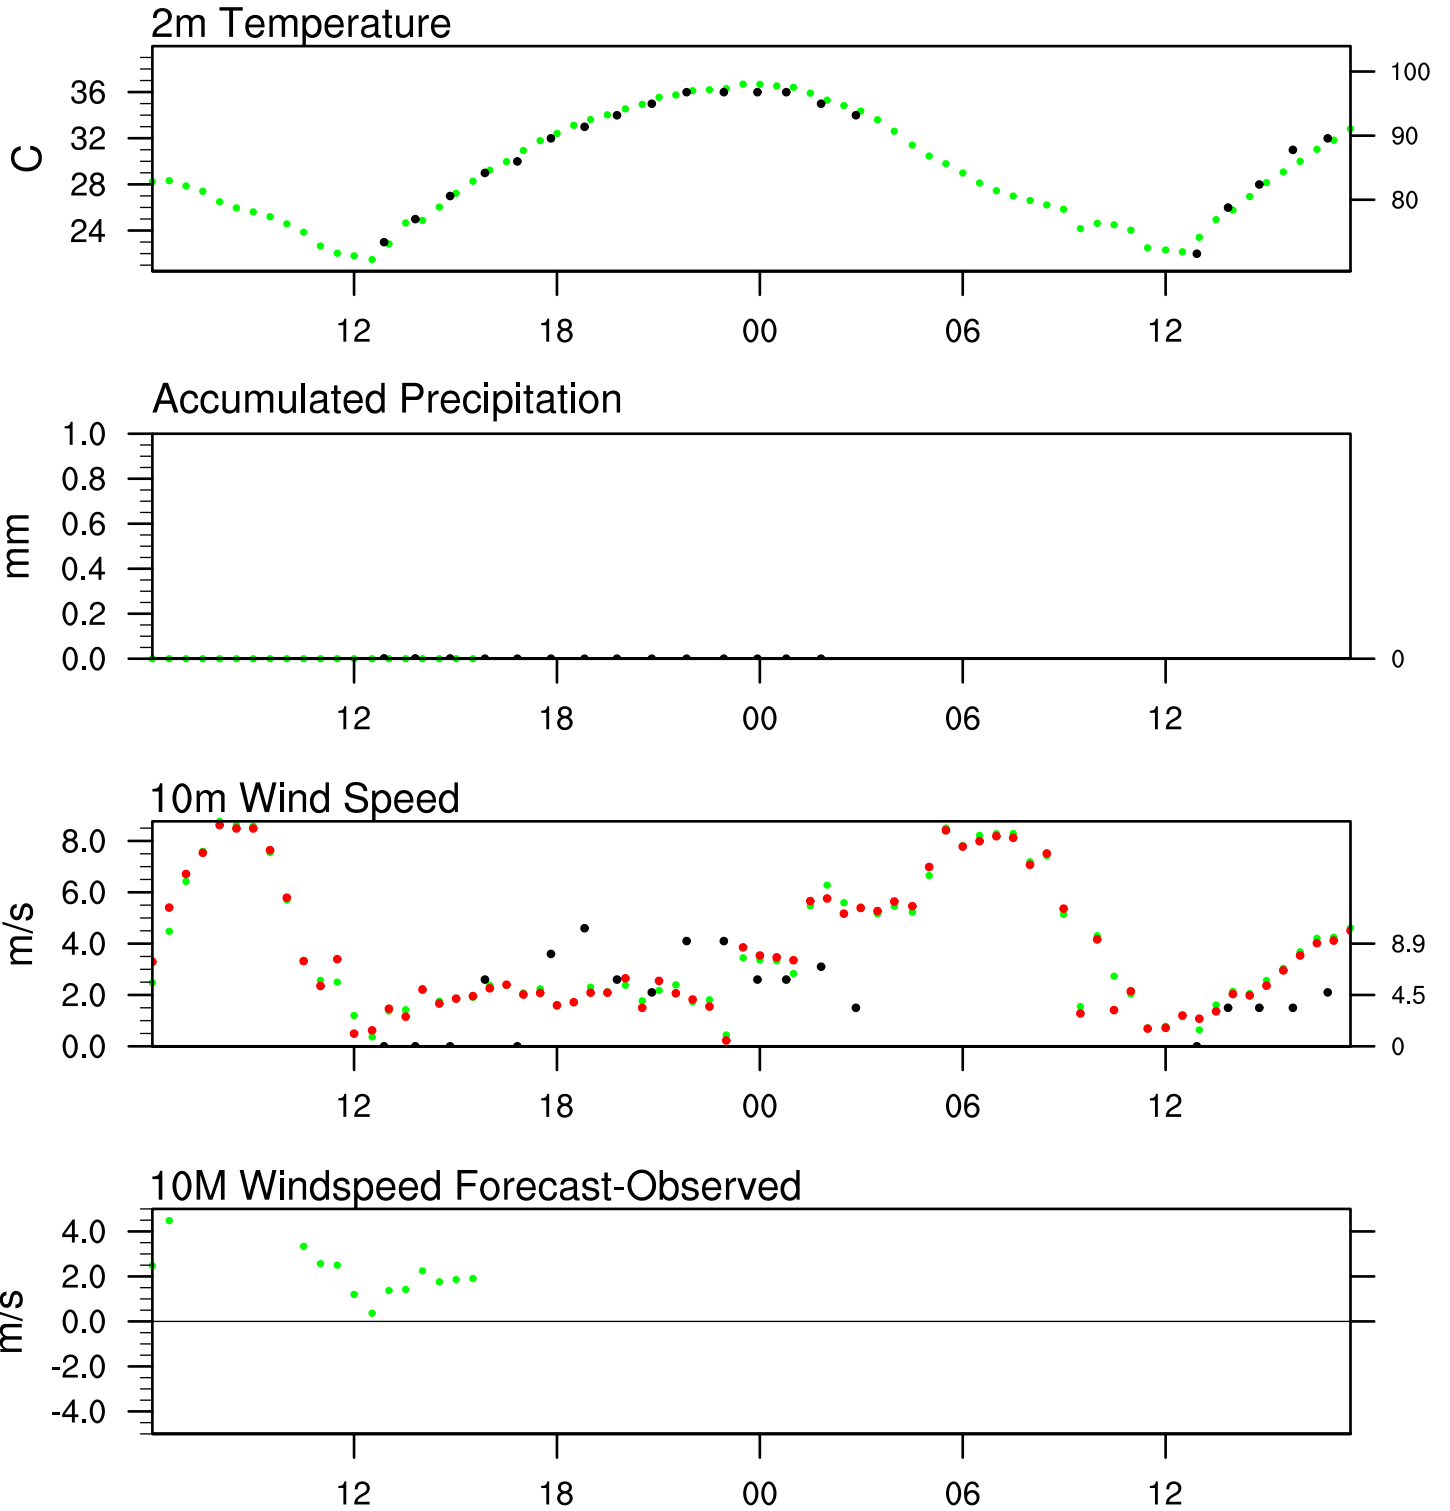 2m Temperature
C
36
32
28
24
100
90
80
12 18 00 06 12
Accumulated Precipitation
mm
1.0
0.8
0.6
0.4
0.2
0.0
0
12 18 00 06 12
10m Wind Speed
m/s
8.0
6.0
4.0
2.0
0.0
8.9
4.5
0
12 18 00 06 12
10M Windspeed Forecast-Observed
m/s
4.0
2.0
0.0
-2.0
-4.0
12 18 00 06 12